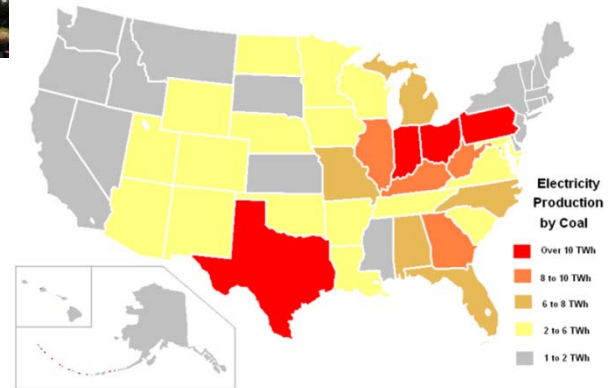 Electricity
Production
by Coal
Over 10 TWh
8 to 10 TWh
6 to 8 TWh
2 to 6 TWh
1 to 2 TWh